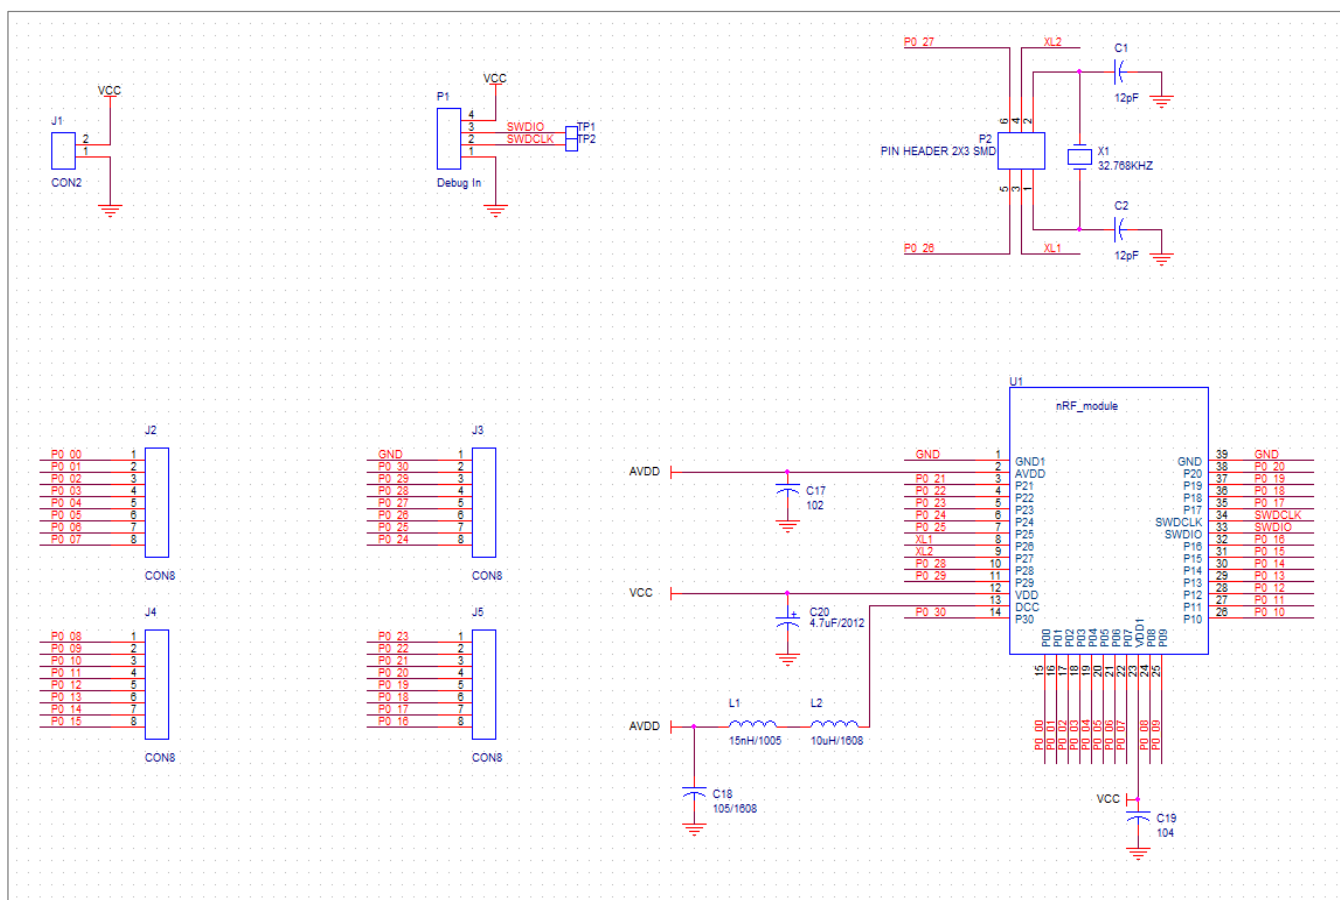 J1
VCC
2
1
CON2
P1
VCC
4
3
2
1
SWDIO
SWDCLK
TP1
TP2
Debug In
P0_27
XL2
C1
12pF
6
4
2
P2
PIN HEADER 2X3 SMD
X1
32.768KHZ
5
3
1
C2
12pF
P0_26
XL1
J2
P0_00 1
P0_01 2
P0_02 3
P0_03 4
P0_04 5
P0_05 6
P0_06 7
P0_07 8
CON8
J3
GND 1
P0_30 2
P0_29 3
P0_28 4
P0_27 5
P0_26 6
P0_25 7
P0_24 8
CON8
J4
P0_08 1
P0_09 2
P0_10 3
P0_11 4
P0_12 5
P0_13 6
P0_14 7
P0_15 8
CON8
J5
P0_23 1
P0_22 2
P0_21 3
P0_20 4
P0_19 5
P0_18 6
P0_17 7
P0_16 8
CON8
AVDD
C17
102
VCC
C20
+
4.7uF/2012
AVDD
L1
15nH/1005
L2
10uH/1608
C18
105/1608
U1
nRF_module
GND 1 GND1
2 AVDD
P0_21 3 P21
P0_22 4 P22
P0_23 5 P23
P0_24 6 P24
P0_25 7 P25
XL1 8 P26
XL2 9 P27
P0_28 10 P28
P0_29 11 P29
12 VDD
13 DCC
P0_30 14 P30
GND 39 GND
P20 38 P0_20
P19 37 P0_19
P18 36 P0_18
P17 35 P0_17
SWDCLK 34 SWDCLK
SWDIO 33 SWDIO
P16 32 P0_16
P15 31 P0_15
P14 30 P0_14
P13 29 P0_13
P12 28 P0_12
P11 27 P0_11
P10 26 P0_10
P00 15 P0_00
P01 16 P0_01
P02 17 P0_02
P03 18 P0_03
P04 19 P0_04
P05 20 P0_05
P06 21 P0_06
P07 22 P0_07
VDD1 23
P08 24 P0_08
P09 25 P0_09
VCC
C19
104